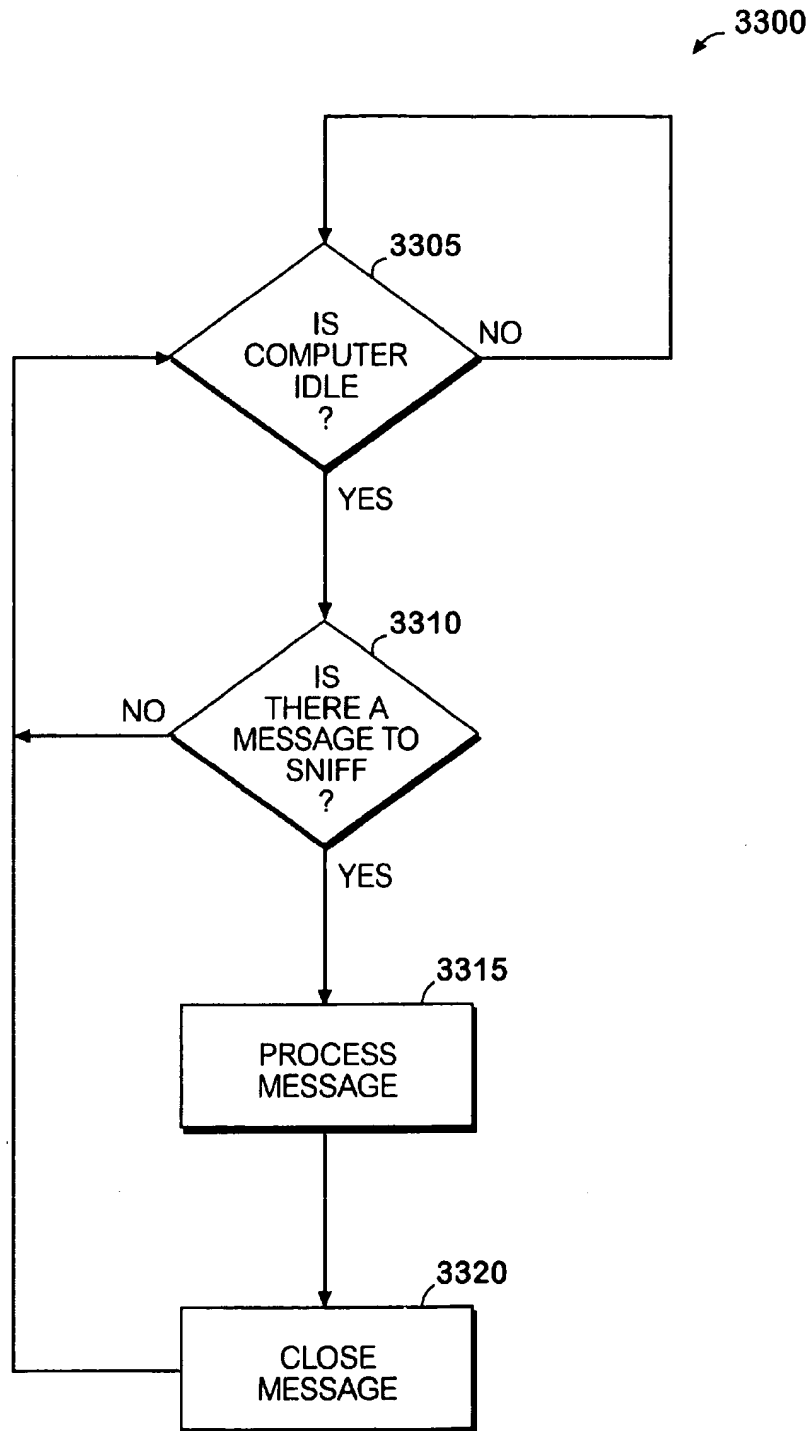 3300
3305
IS
COMPUTER
IDLE
?
NO
YES
3310
IS
THERE A
MESSAGE TO
SNIFF
?
NO
YES
3315
PROCESS
MESSAGE
3320
CLOSE
MESSAGE